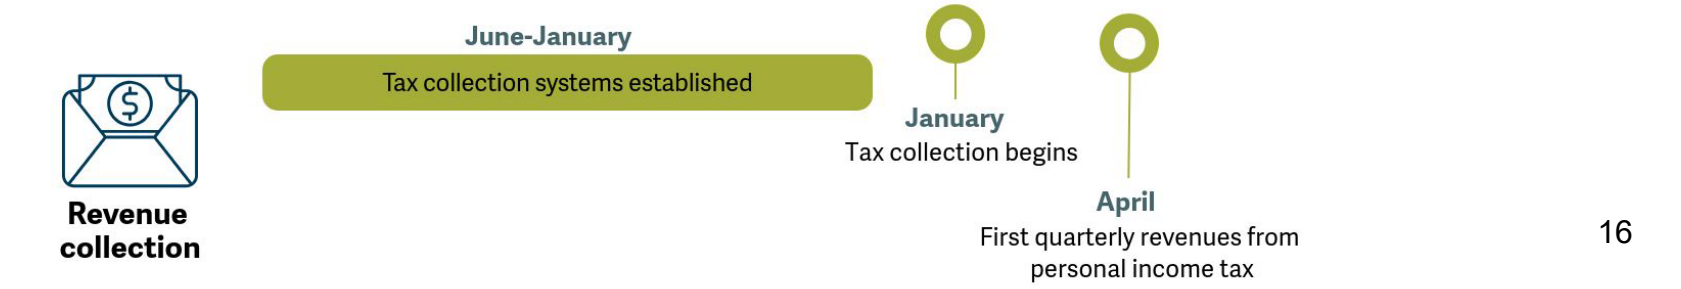 June-January
Tax collection systems established
$
January
Tax collection begins
Revenue
collection
April
First quarterly revenues from
personal income tax
16